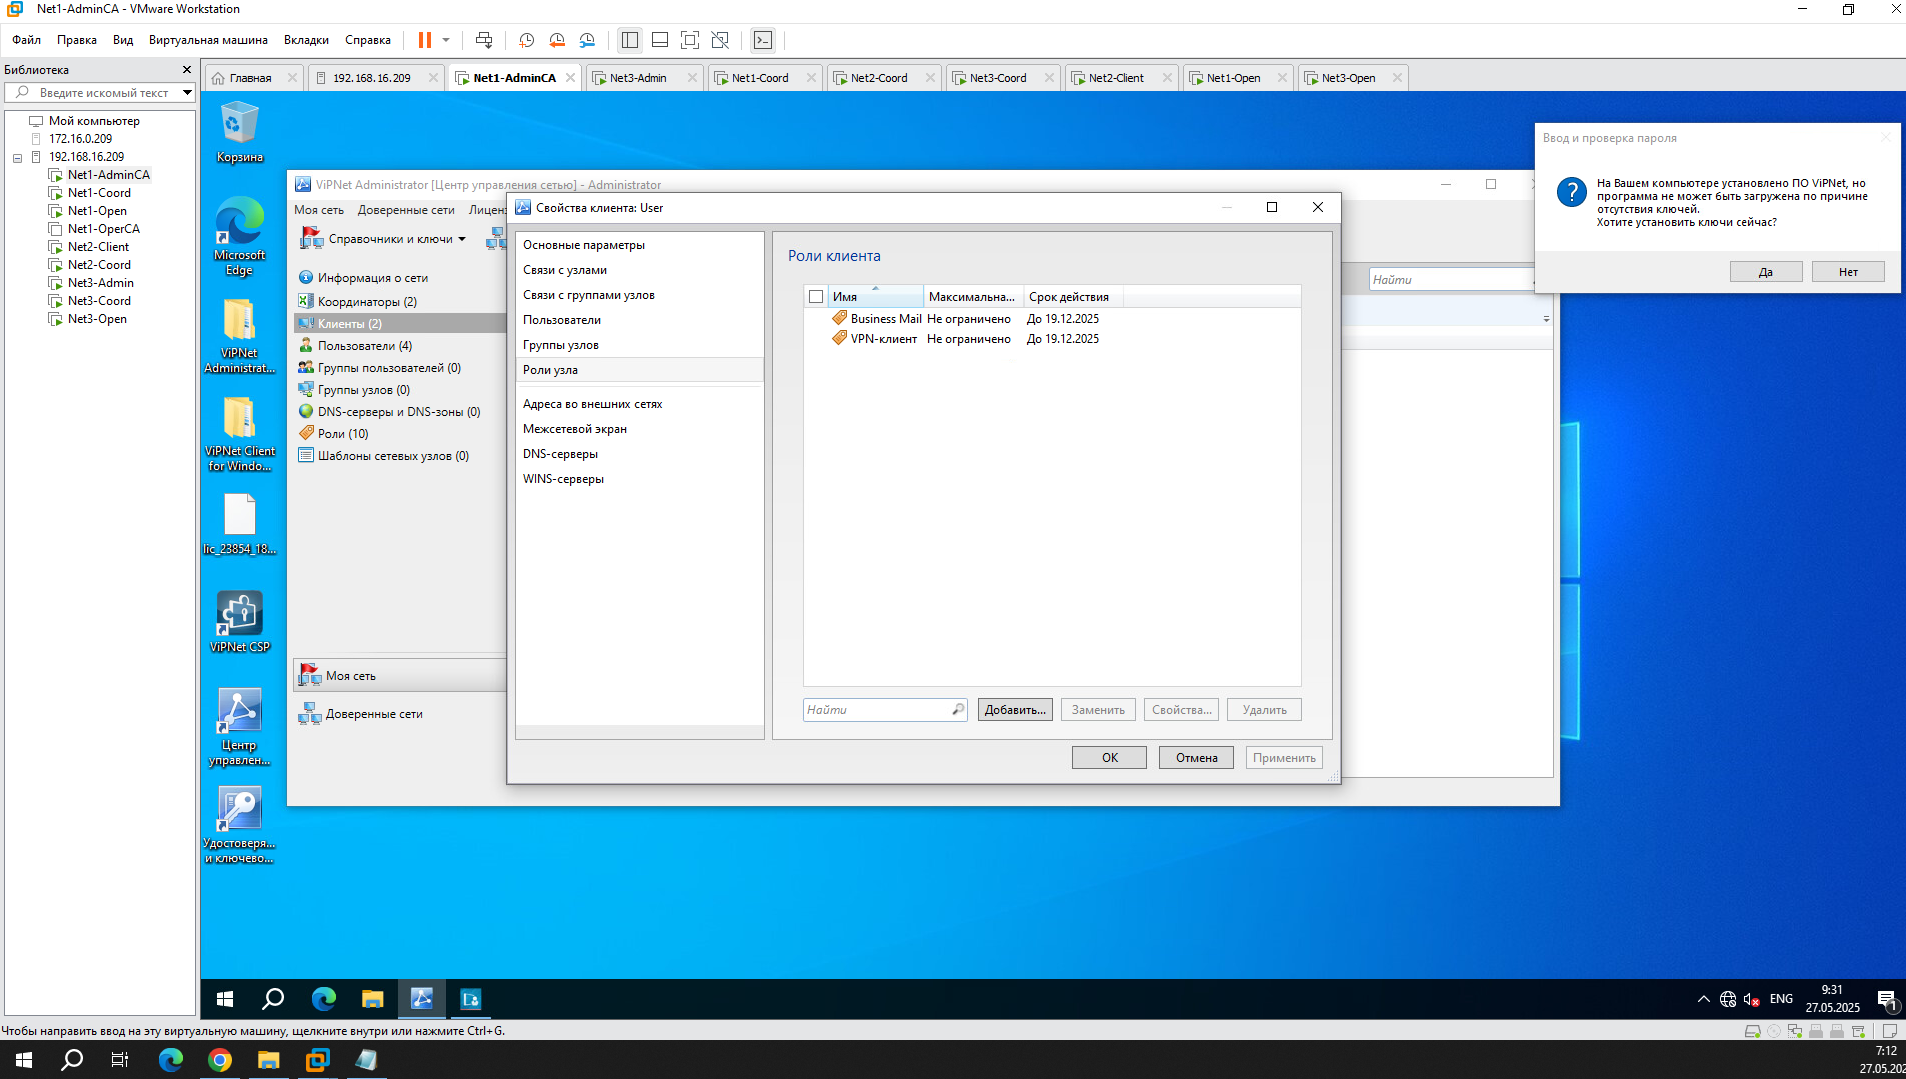 Net1-AdminCA - VMware Workstation
Файл Правка Вид Виртуальная машина Вкладки Справка
Библиотека
Введите искомый текст
Мой компьютер
172.16.0.209
192.168.16.209
Net1-AdminCA
Net1-Coord
Net1-Open
Net1-OperCA
Net2-Client
Net2-Coord
Net3-Admin
Net3-Coord
Net3-Open
Главная 192.168.16.209 Net1-AdminCA Net3-Admin Net1-Coord Net2-Coord Net3-Coord Net2-Client Net1-Open Net3-Open
Корзина
Microsoft
Edge
ViPNet
Administrat...
ViPNet Client
for Windo...
lic_23854_18...
ViPNet CSP
Центр
управлен...
Удостоверя...
и ключево...
ViPNet Administrator [Центр управления сетью] - Administrator
Моя сеть Доверенные сети
Справочники и ключи
Информация о сети
Координаторы (2)
Клиенты (2)
Пользователи (4)
Группы пользователей (0)
Группы узлов (0)
DNS-серверы и DNS-зоны (0)
Роли (10)
Шаблоны сетевых узлов (0)
Моя сеть
Доверенные сети
Найти
Свойства клиента: User
Основные параметры
Связи с узлами
Связи с группами узлов
Пользователи
Группы узлов
Роли узла
Адреса во внешних сетях
Межсетевой экран
DNS-серверы
WINS-серверы
Роли клиента
Имя Максимальна... Срок действия
Business Mail Не ограничено До 19.12.2025
VPN-клиент Не ограничено До 19.12.2025
Найти Добавить... Заменить Свойства... Удалить
OK Отмена Применить
Ввод и проверка пароля
На Вашем компьютере установлено ПО ViPNet, но
программа не может быть загружена по причине
отсутствия ключей.
Хотите установить ключи сейчас?
Да Нет
ENG
9:31
27.05.2025
1
Чтобы направить ввод на эту виртуальную машину, щелкните внутри или нажмите Ctrl+G.
7:12